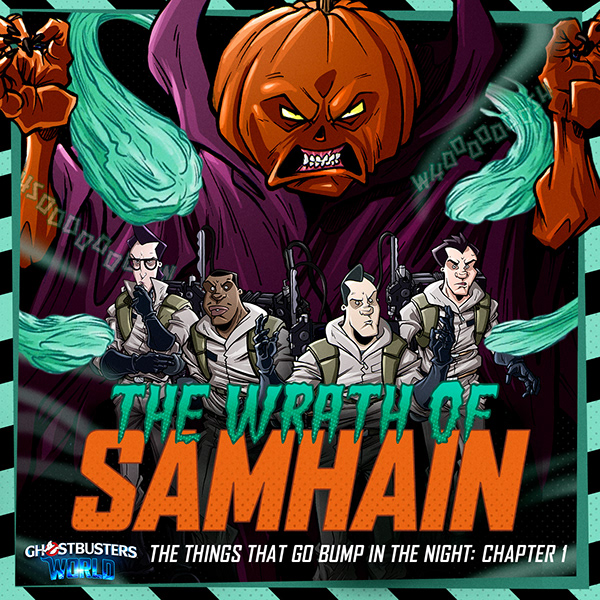 THE WRATH OF
SAMHAIN
GHOSTBUSTERS
WORLD
THE THINGS THAT GO BUMP IN THE NIGHT: CHAPTER 1